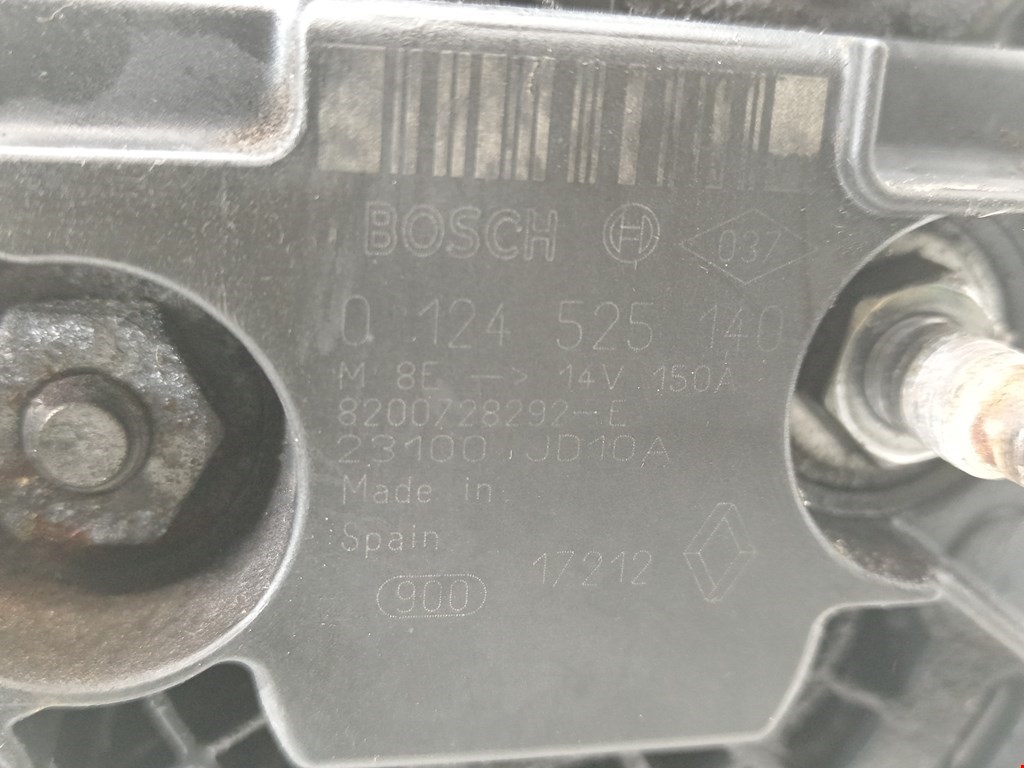 BOSCH H 037
0 124 525 140
M 8E --> 14V 150A
8200728292-E
23100 JD10A
Made in
Spain
17212
900